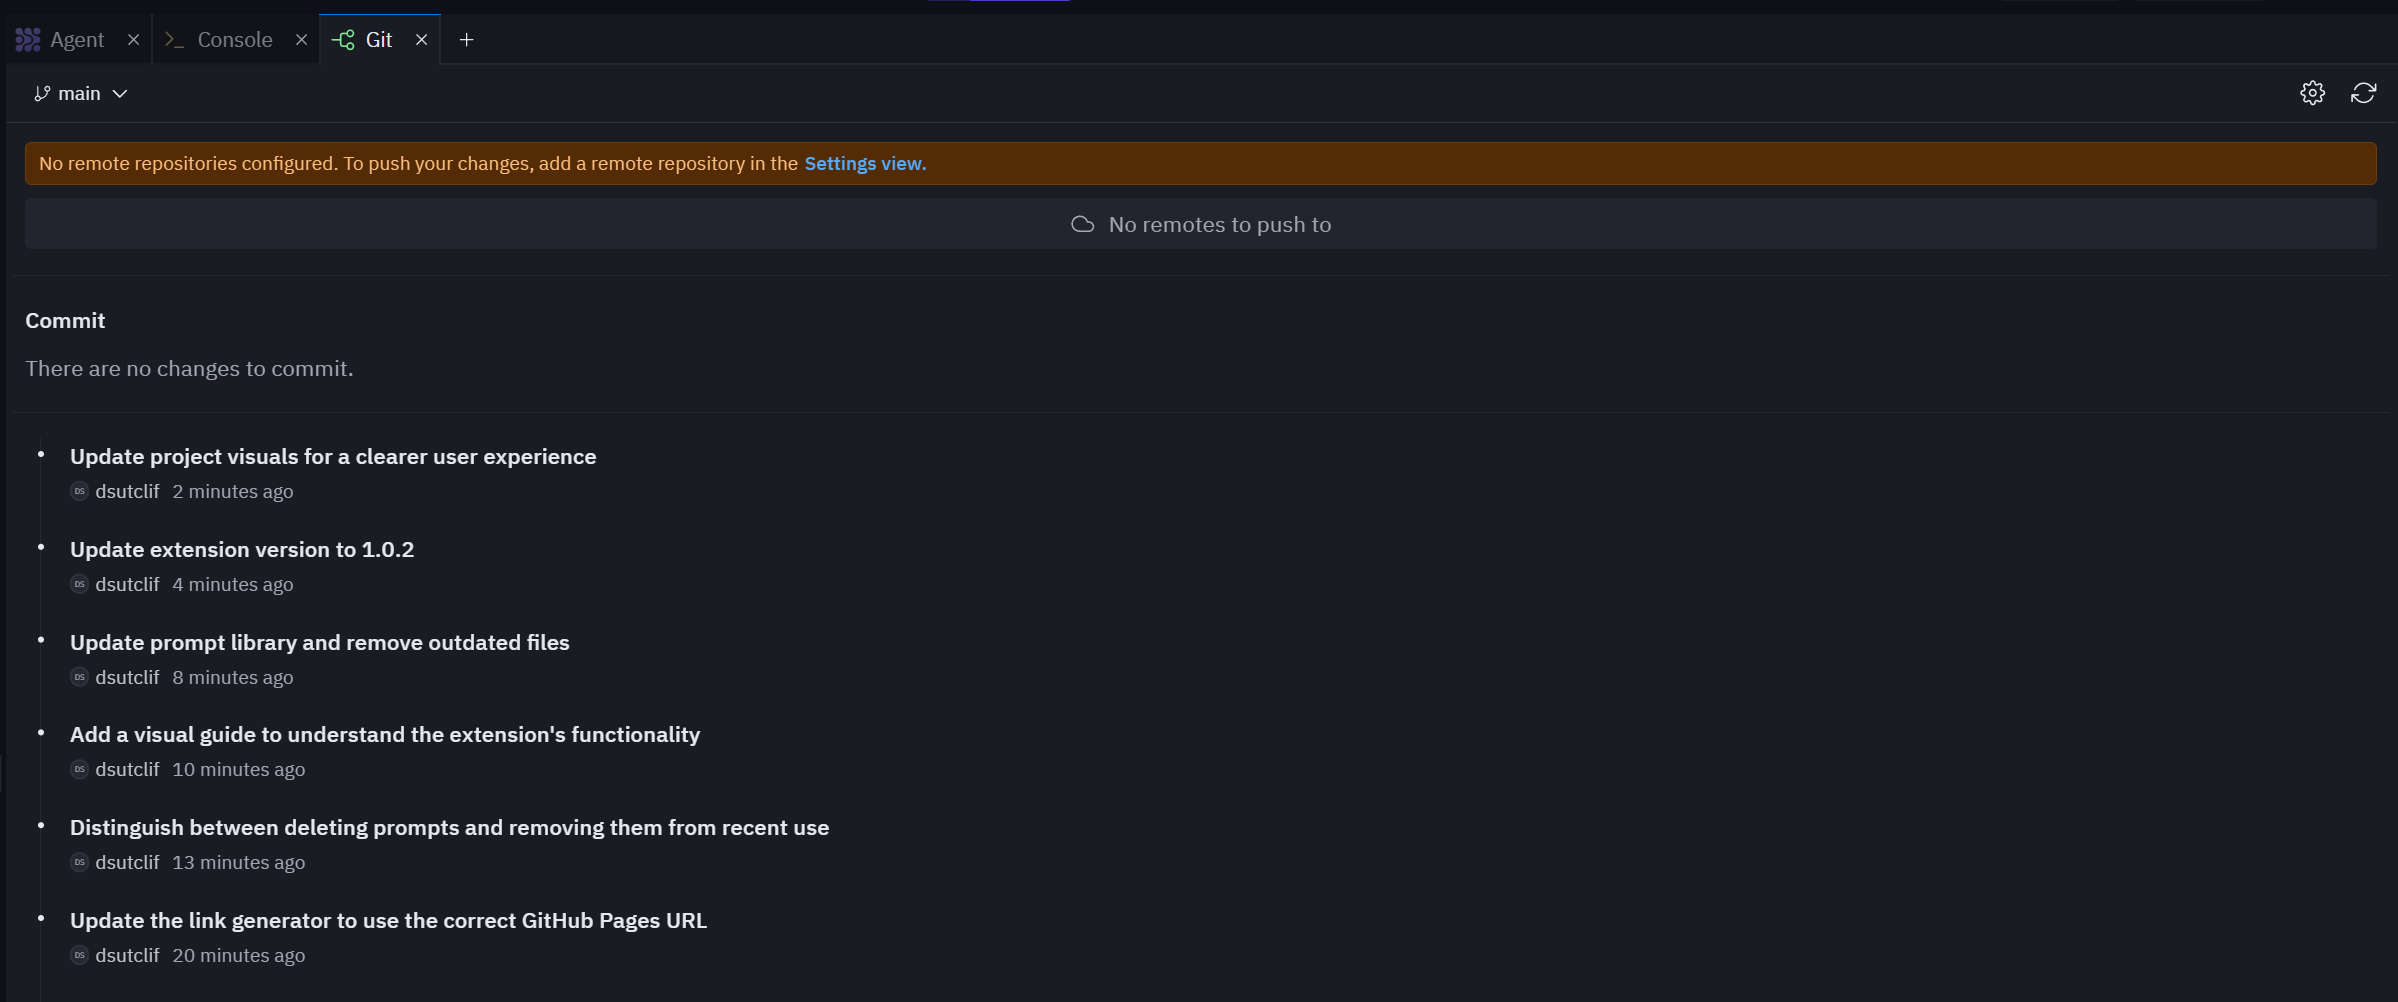 Agent
Console
Git
main
No remote repositories configured. To push your changes, add a remote repository in the Settings view.
No remotes to push to
Commit
There are no changes to commit.
Update project visuals for a clearer user experience
DS dsutclif 2 minutes ago
Update extension version to 1.0.2
DS dsutclif 4 minutes ago
Update prompt library and remove outdated files
DS dsutclif 8 minutes ago
Add a visual guide to understand the extension's functionality
DS dsutclif 10 minutes ago
Distinguish between deleting prompts and removing them from recent use
DS dsutclif 13 minutes ago
Update the link generator to use the correct GitHub Pages URL
DS dsutclif 20 minutes ago